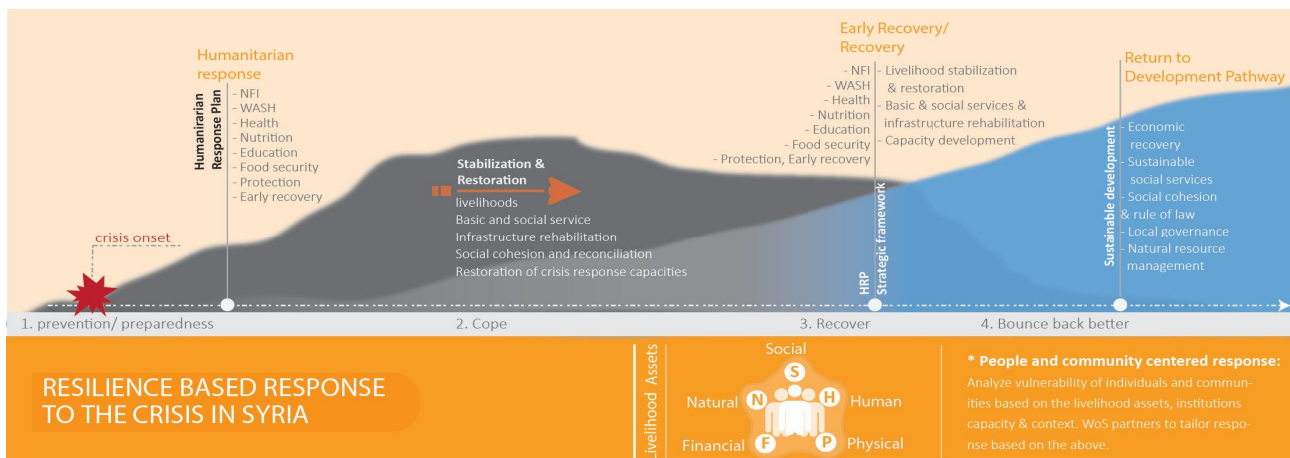 Humanitarian
response
Humanirarian
Response Plan
- NFI
- WASH
- Health
- Nutrition
- Education
- Food security
- Protection
- Early recovery
crisis onset
Stabilization &
Restoration
livelihoods
Basic and social service
Infrastructure rehabilitation
Social cohesion and reconciliation
Restoration of crisis response capacities
Early Recovery/
Recovery
- NFI
- WASH
- Health
- Nutrition
- Education
- Food security
- Protection, Early recovery
- Livelihood stabilization
& restoration
- Basic & social services &
infrastructure rehabilitation
- Capacity development
HRP
Strategic framework
Return to
Development Pathway
Sustainable development
- Economic
recovery
- Sustainable
social services
- Social cohesion
& rule of law
- Local governance
- Natural resource
management
1. prevention/ preparedness
2. Cope
3. Recover
4. Bounce back better
RESILIENCE BASED RESPONSE
TO THE CRISIS IN SYRIA
Livelihood Assets
Social
S
Natural
N
H
Human
Financial
F
P
Physical
* People and community centered response:
Analyze vulnerability of individuals and commun-
ities based on the livelihood assets, institutions
capacity & context. WoS partners to tailor respo-
nse based on the above.